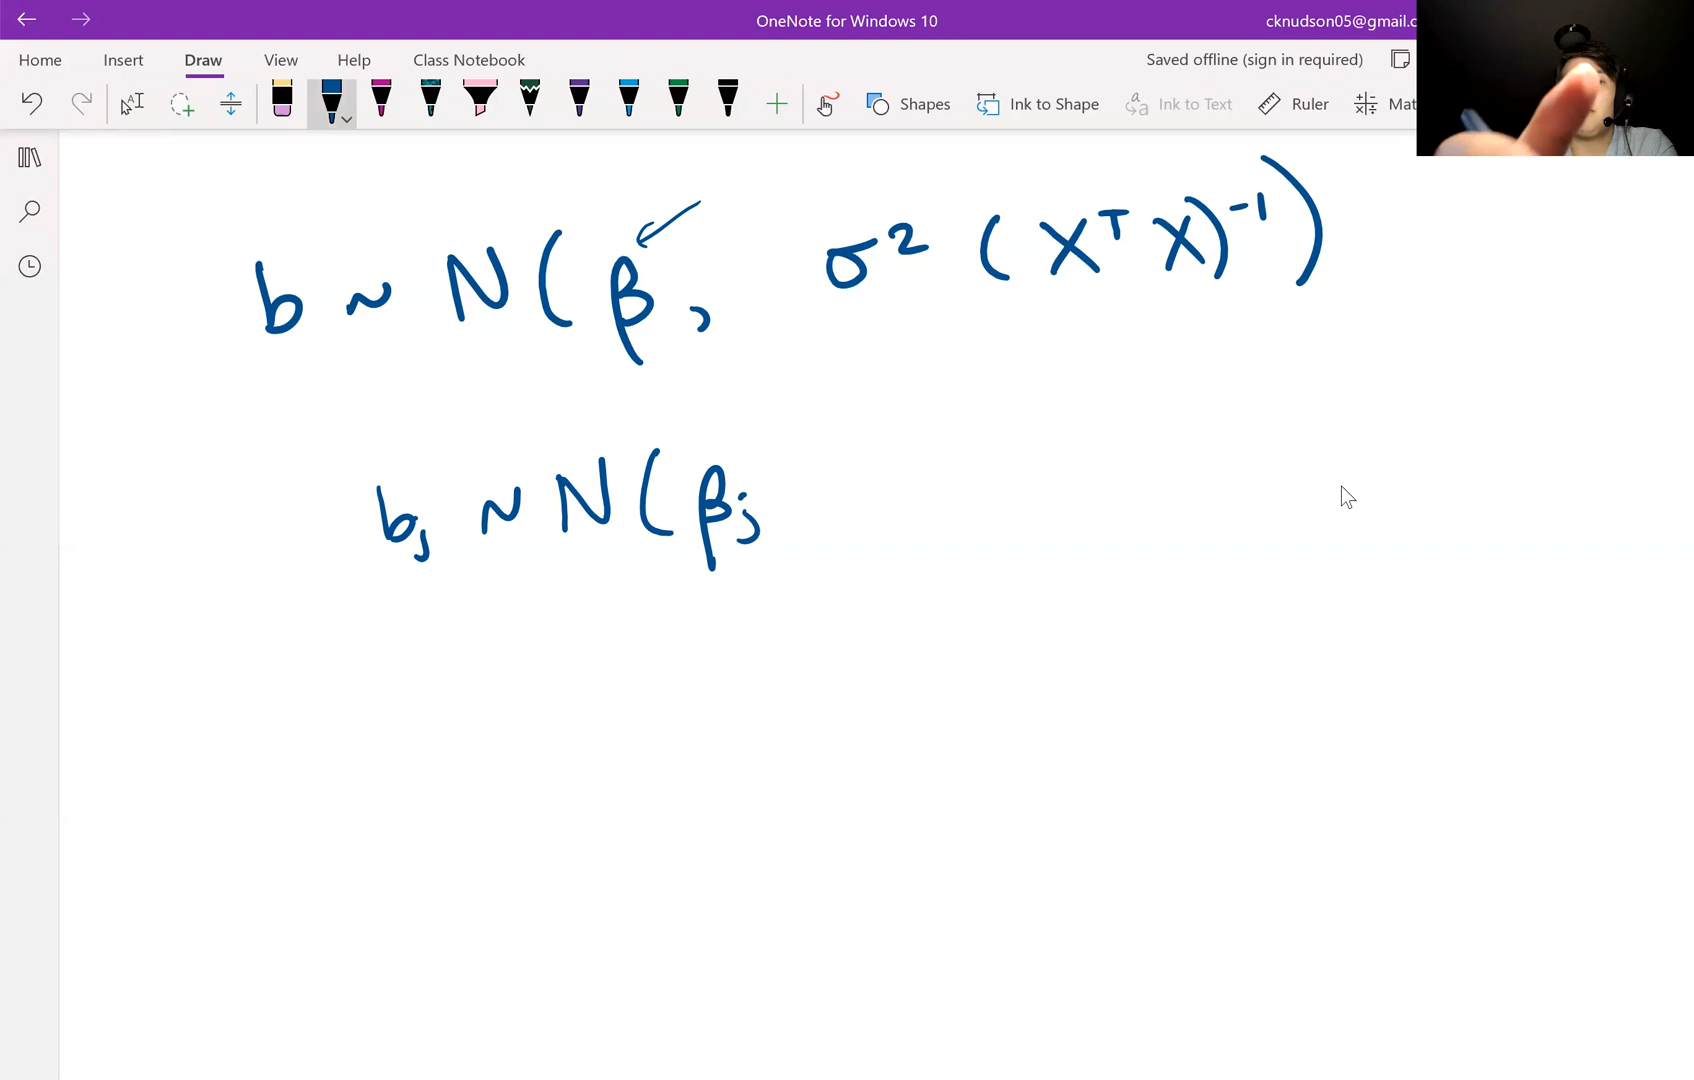 OneNote for Windows 10
cknudson05@gmail.c
Home Insert Draw View Help Class Notebook
Saved offline (sign in required)
Shapes Ink to Shape Ink to Text Ruler Mat
b ~ N ( β , σ² ( Xᵀ X )⁻¹ )
bⱼ ~ N ( βⱼ